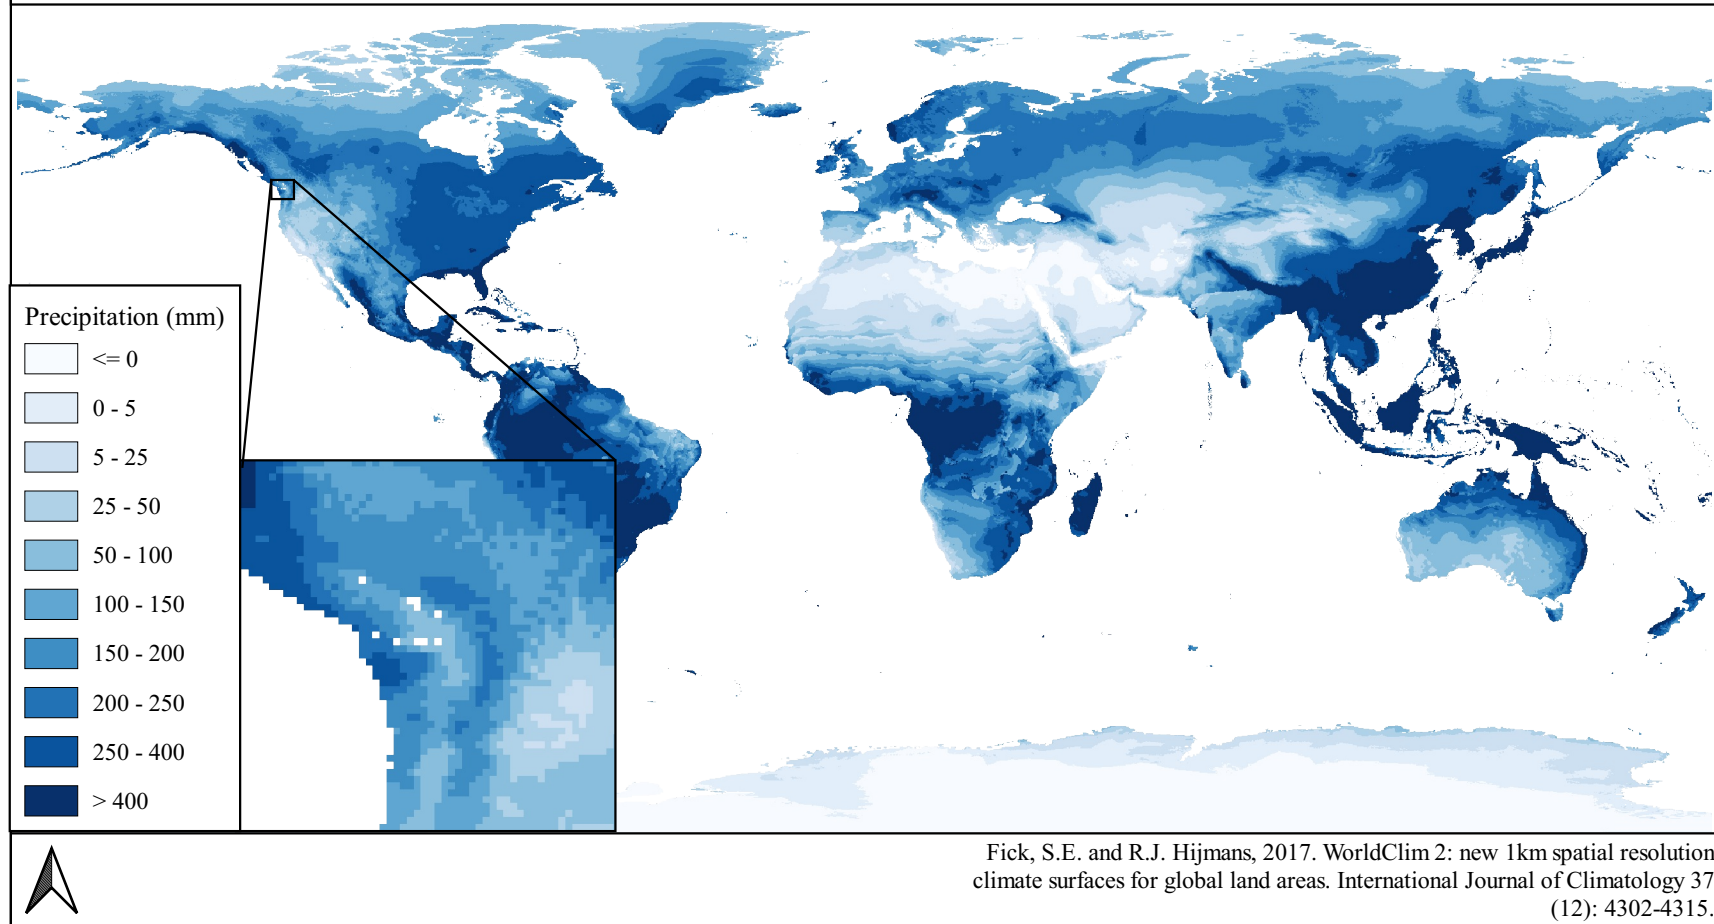 Precipitation (mm)
<= 0
0 - 5
5 - 25
25 - 50
50 - 100
100 - 150
150 - 200
200 - 250
250 - 400
> 400
Fick, S.E. and R.J. Hijmans, 2017. WorldClim 2: new 1km spatial resolution
climate surfaces for global land areas. International Journal of Climatology 37
(12): 4302-4315.